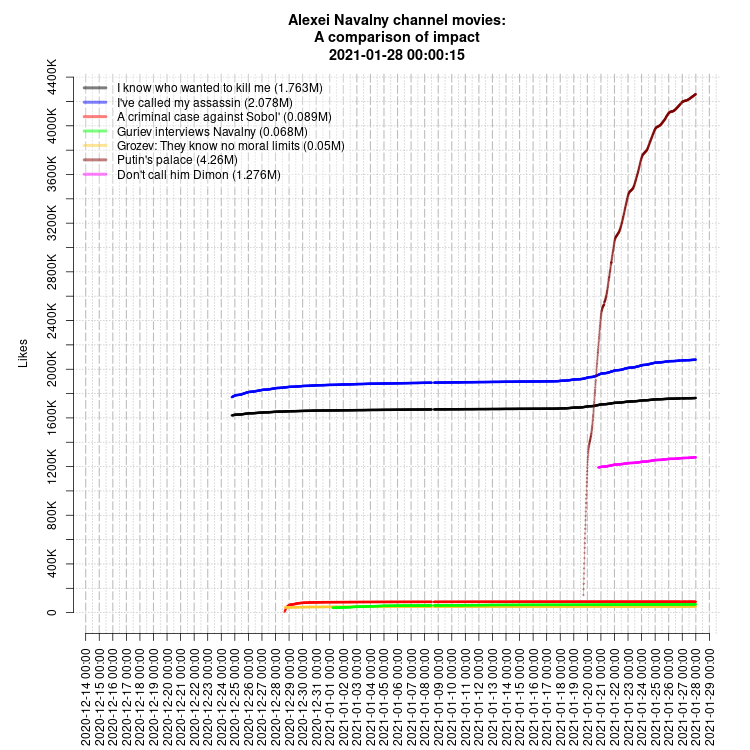 Alexei Navalny channel movies:
A comparison of impact
2021-01-28 00:00:15
I know who wanted to kill me (1.763M)
I've called my assassin (2.078M)
A criminal case against Sobol' (0.089M)
Guriev interviews Navalny (0.068M)
Grozev: They know no moral limits (0.05M)
Putin's palace (4.26M)
Don't call him Dimon (1.276M)
Likes
4400K
4000K
3600K
3200K
2800K
2400K
2000K
1600K
1200K
800K
400K
0
2020-12-14 00:00
2020-12-15 00:00
2020-12-16 00:00
2020-12-17 00:00
2020-12-18 00:00
2020-12-19 00:00
2020-12-20 00:00
2020-12-21 00:00
2020-12-22 00:00
2020-12-23 00:00
2020-12-24 00:00
2020-12-25 00:00
2020-12-26 00:00
2020-12-27 00:00
2020-12-28 00:00
2020-12-29 00:00
2020-12-30 00:00
2020-12-31 00:00
2021-01-01 00:00
2021-01-02 00:00
2021-01-03 00:00
2021-01-04 00:00
2021-01-05 00:00
2021-01-06 00:00
2021-01-07 00:00
2021-01-08 00:00
2021-01-09 00:00
2021-01-10 00:00
2021-01-11 00:00
2021-01-12 00:00
2021-01-13 00:00
2021-01-14 00:00
2021-01-15 00:00
2021-01-16 00:00
2021-01-17 00:00
2021-01-18 00:00
2021-01-19 00:00
2021-01-20 00:00
2021-01-21 00:00
2021-01-22 00:00
2021-01-23 00:00
2021-01-24 00:00
2021-01-25 00:00
2021-01-26 00:00
2021-01-27 00:00
2021-01-28 00:00
2021-01-29 00:00